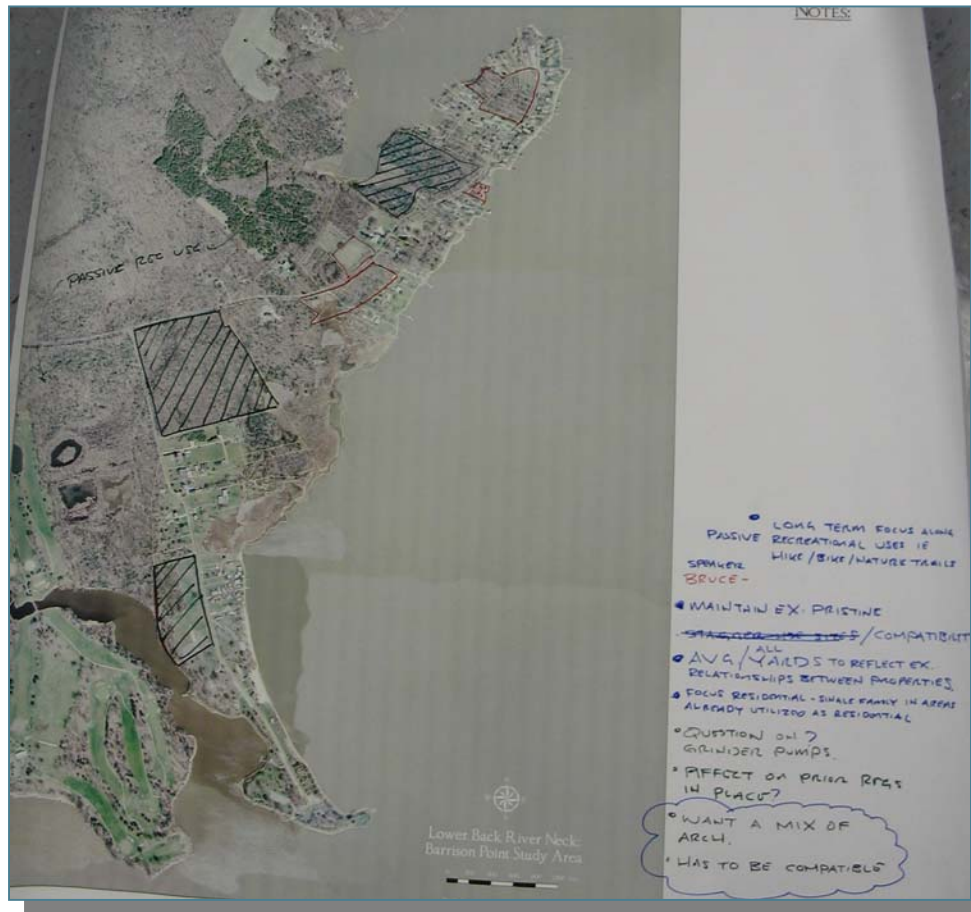 NOTES:
PASSIVE REC USE
• LONG TERM FOCUS ALONG
PASSIVE RECREATIONAL USES IE
HIKE/BIKE/NATURE TRAILS
SPEAKER
BRUCE-
• MAINTAIN EX. PRISTINE
/COMPATIBILIT
ALL
• AVG/YARDS TO REFLECT EX.
RELATIONSHIPS BETWEEN PROPERTIES.
• FOCUS RESIDENTIAL - SINGLE FAMILY IN AREAS
ALREADY UTILIZED AS RESIDENTIAL
• QUESTION ON ?
GRINDER PUMPS.
• AFFECT ON PRIOR REGS
IN PLACE?
• WANT A MIX OF
ARCH.
• HAS TO BE COMPATIBLE
Lower Back River Neck:
Barrison Point Study Area